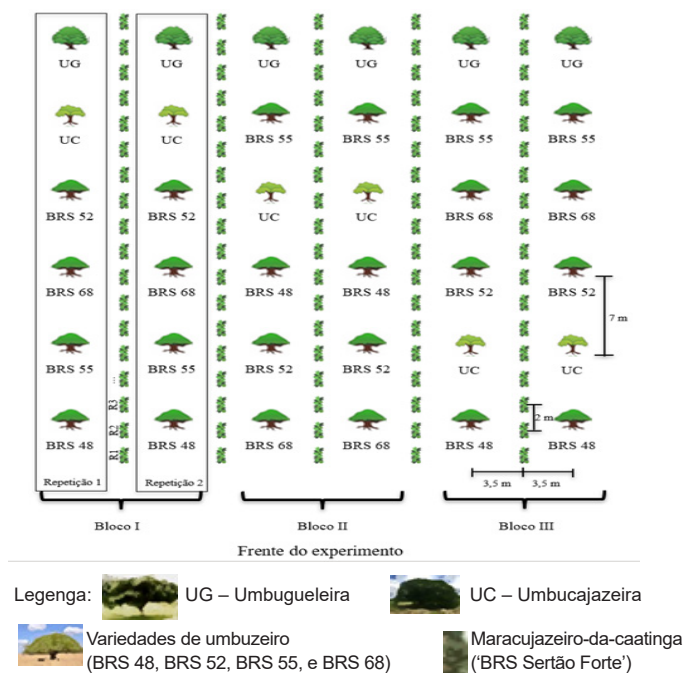 UG UG UG UG UG UG
UC UC BRS 55 BRS 55 BRS 55 BRS 55
BRS 52 BRS 52 UC UC BRS 68 BRS 68
BRS 68 BRS 68 BRS 48 BRS 48 BRS 52 BRS 52
7 m
BRS 55 BRS 55 BRS 52 BRS 52 UC UC
...
R3
2 m
R2
BRS 48 BRS 48 BRS 68 BRS 68 BRS 48 BRS 48
R1
Repetição 1 Repetição 2 3,5 m 3,5 m
Bloco I Bloco II Bloco III
Frente do experimento
Legenga: UG – Umbugueleira UC – Umbucajazeira
Variedades de umbuzeiro
(BRS 48, BRS 52, BRS 55, e BRS 68)
Maracujazeiro-da-caatinga
(‘BRS Sertão Forte’)